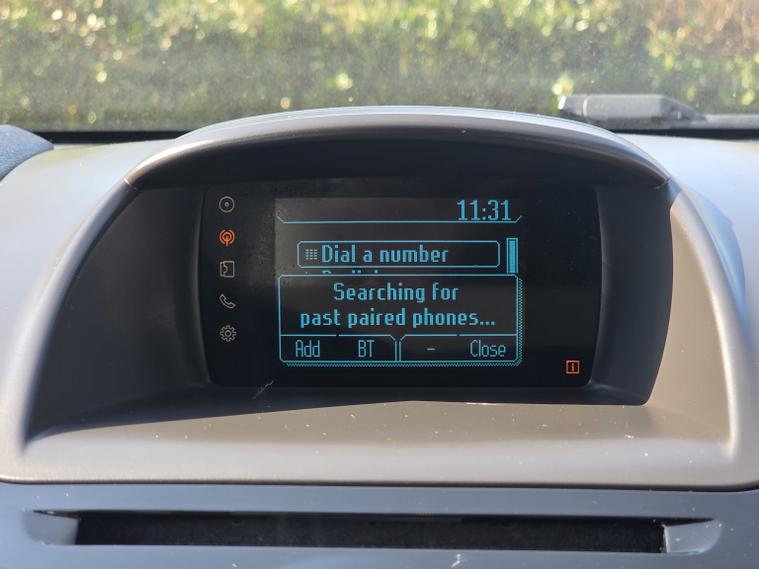 11:31
Dial a number
Searching for
past paired phones...
Add BT - Close
i